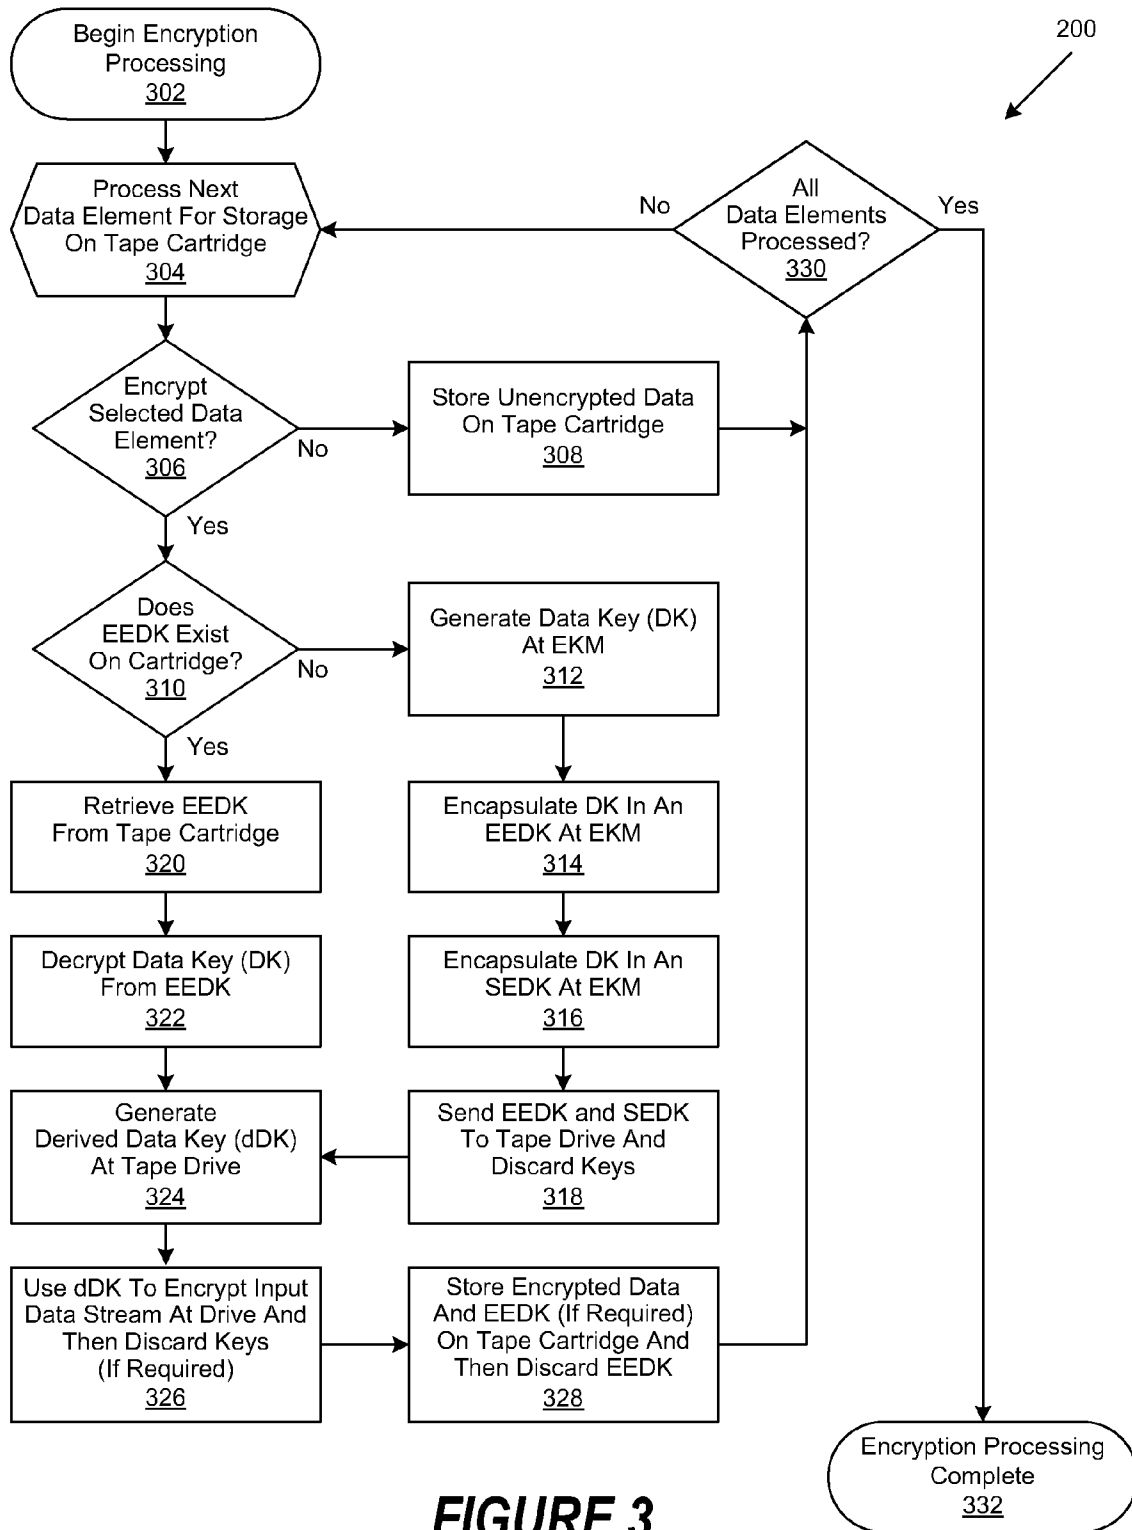 Begin Encryption
Processing
302
200
Process Next
Data Element For Storage
On Tape Cartridge
304
No
All
Data Elements
Processed?
330
Yes
Encrypt
Selected Data
Element?
306
No
Yes
Store Unencrypted Data
On Tape Cartridge
308
Does
EEDK Exist
On Cartridge?
310
No
Yes
Generate Data Key (DK)
At EKM
312
Retrieve EEDK
From Tape Cartridge
320
Encapsulate DK In An
EEDK At EKM
314
Decrypt Data Key (DK)
From EEDK
322
Encapsulate DK In An
SEDK At EKM
316
Generate
Derived Data Key (dDK)
At Tape Drive
324
Send EEDK and SEDK
To Tape Drive And
Discard Keys
318
Use dDK To Encrypt Input
Data Stream At Drive And
Then Discard Keys
(If Required)
326
Store Encrypted Data
And EEDK (If Required)
On Tape Cartridge And
Then Discard EEDK
328
Encryption Processing
Complete
332
FIGURE 3